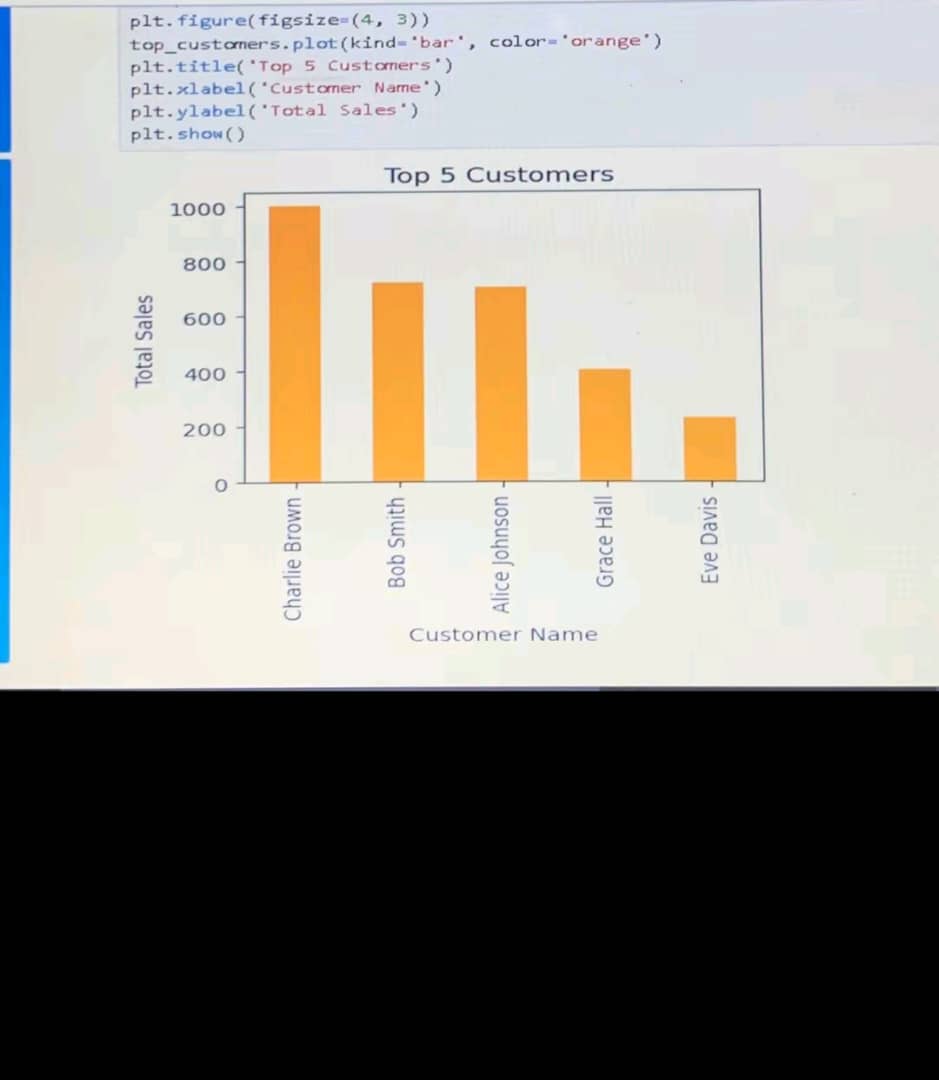 plt.figure(figsize=(4, 3))
top_customers.plot(kind='bar', color='orange')
plt.title('Top 5 Customers')
plt.xlabel('Customer Name')
plt.ylabel('Total Sales')
plt.show()
Top 5 Customers
1000
800
600
400
200
0
Total Sales
Charlie Brown
Bob Smith
Alice Johnson
Grace Hall
Eve Davis
Customer Name